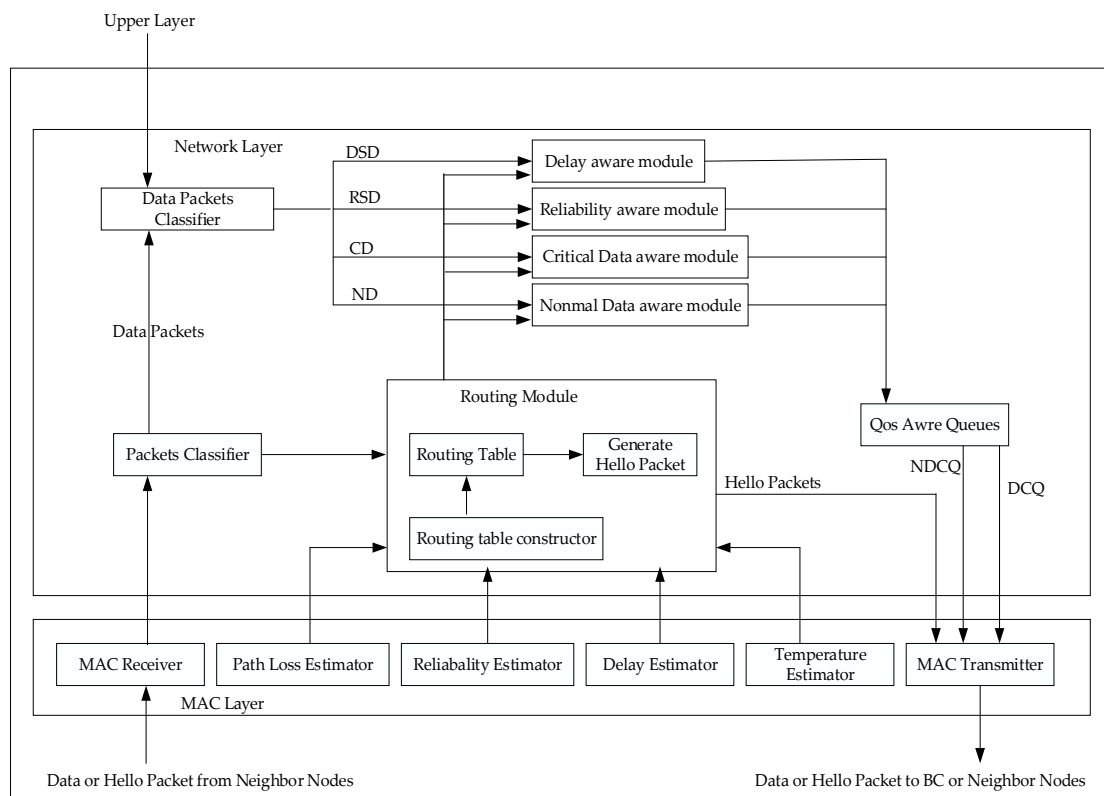 Upper Layer
Network Layer
DSD
Delay aware module
Data Packets
Classifier
RSD
Reliability aware module
CD
Critical Data aware module
ND
Nonmal Data aware module
Data Packets
Routing Module
Qos Awre Queues
Packets Classifier
Routing Table
Generate
Hello Packet
NDCQ
DCQ
Hello Packets
Routing table constructor
MAC Receiver
Path Loss Estimator
Reliabality Estimator
Delay Estimator
Temperature
Estimator
MAC Transmitter
MAC Layer
Data or Hello Packet from Neighbor Nodes
Data or Hello Packet to BC or Neighbor Nodes